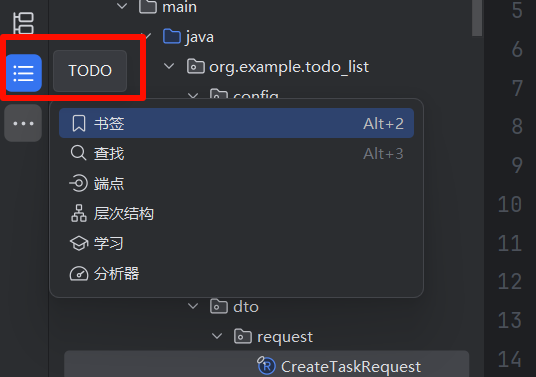 main
java
org.example.todo_list
config
TODO
书签 Alt+2
查找 Alt+3
端点
层次结构
学习
分析器
dto
request
CreateTaskRequest
5
6
7
8
9
10
11
12
13
14